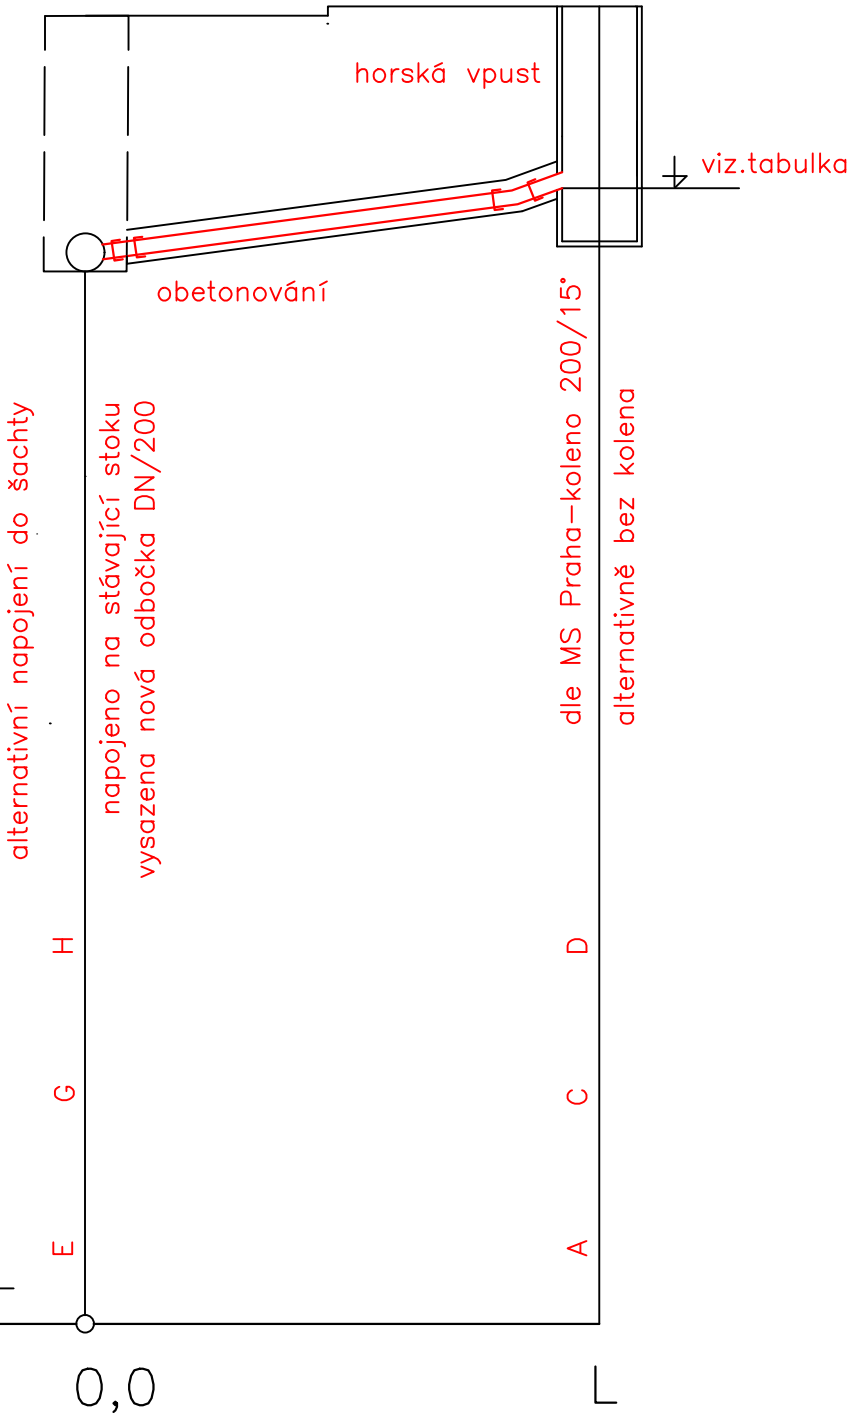 horská vpust
viz.tabulka
obetonování
alternativní napojení do šachty
napojeno na stávající stoku
vysazena nová odbočka DN/200
dle MS Praha-koleno 200/15°
alternativně bez kolena
H
D
G
C
E
A
0,0
L